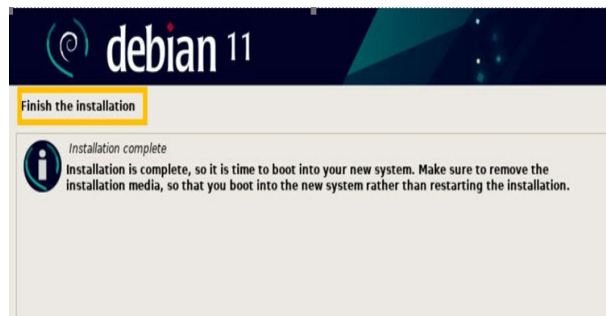 debian 11
Finish the installation
Installation complete
Installation is complete, so it is time to boot into your new system. Make sure to remove the
installation media, so that you boot into the new system rather than restarting the installation.